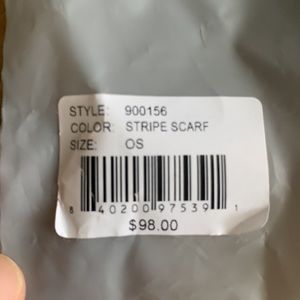 STYLE: 900156
COLOR: STRIPE SCARF
SIZE: OS
8 40200 97539 1
$98.00